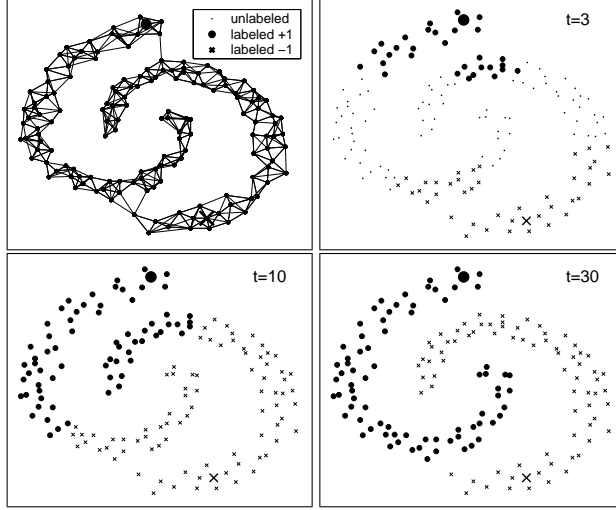 unlabeled
labeled +1
labeled −1
t=3
t=10
t=30